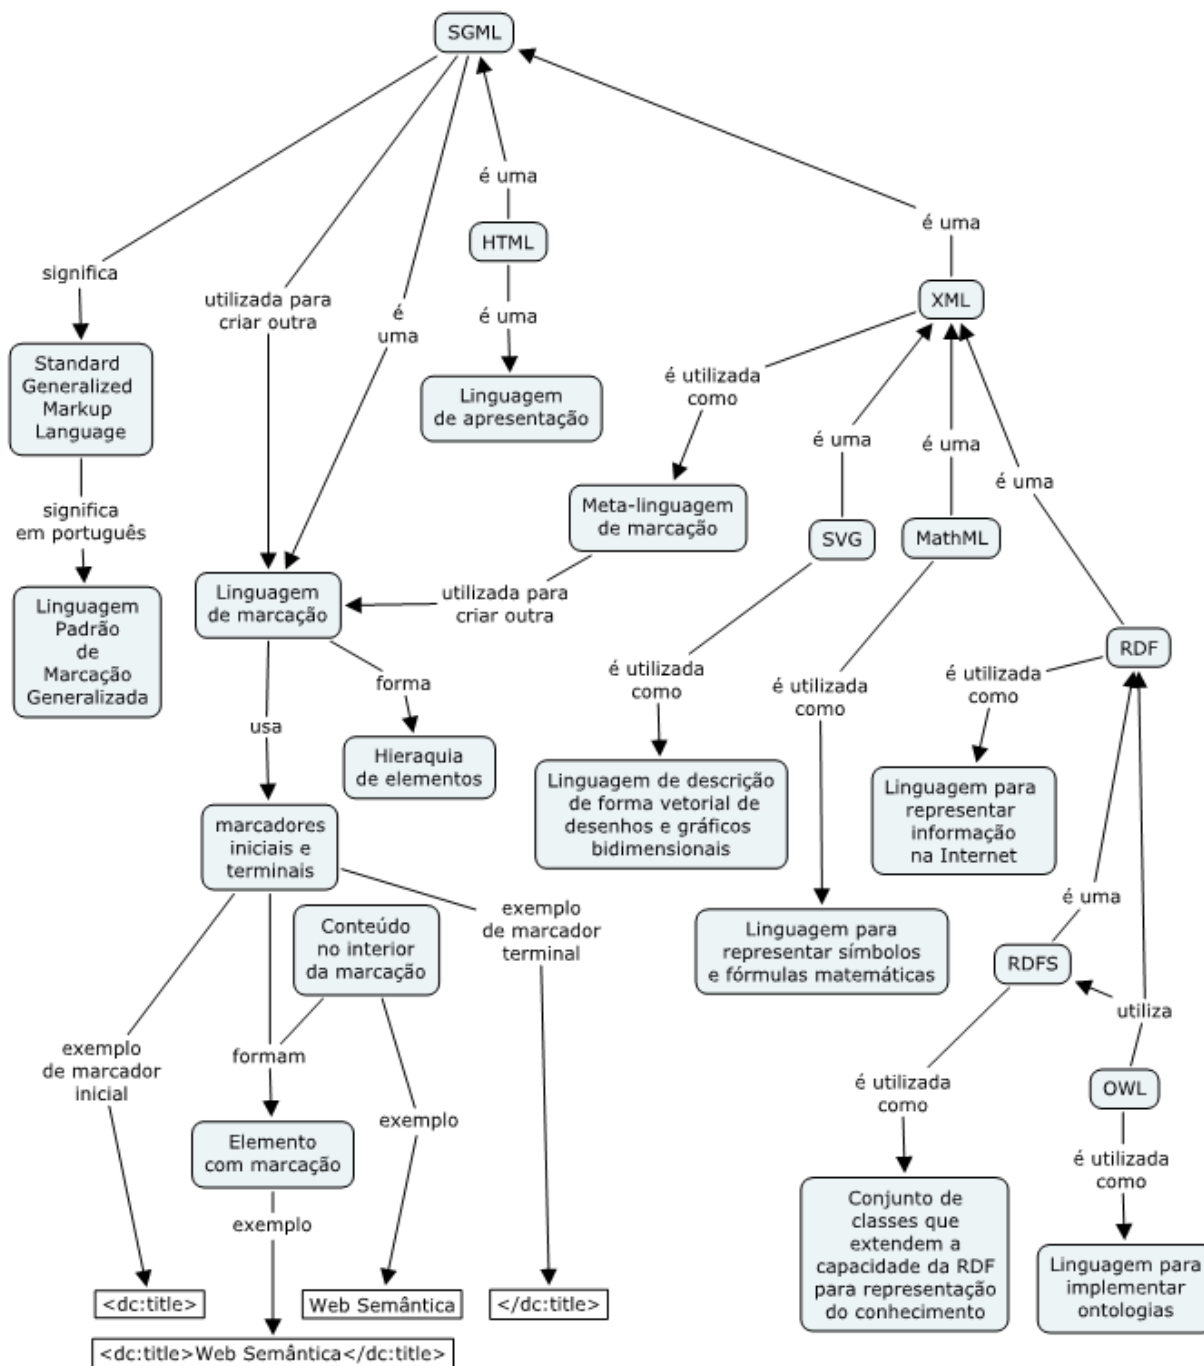 SGML
é uma
HTML
é uma
Linguagem
de apresentação
significa
Standard
Generalized
Markup
Language
significa
em português
Linguagem
Padrão
de
Marcação
Generalizada
utilizada para
criar outra
é
uma
Linguagem
de marcação
forma
Hieraquia
de elementos
usa
marcadores
iniciais e
terminais
exemplo
de marcador
inicial
<dc:title>
formam
Conteúdo
no interior
da marcação
exemplo
Web Semântica
exemplo
de marcador
terminal
</dc:title>
Elemento
com marcação
exemplo
<dc:title>Web Semântica</dc:title>
é uma
XML
é utilizada
como
Meta-linguagem
de marcação
utilizada para
criar outra
é uma
SVG
é utilizada
como
Linguagem de descrição
de forma vetorial de
desenhos e gráficos
bidimensionais
é uma
MathML
é utilizada
como
Linguagem para
representar símbolos
e fórmulas matemáticas
é uma
RDF
é utilizada
como
Linguagem para
representar
informação
na Internet
é uma
RDFS
utiliza
é utilizada
como
Conjunto de
classes que
extendem a
capacidade da RDF
para representação
do conhecimento
OWL
é utilizada
como
Linguagem para
implementar
ontologias